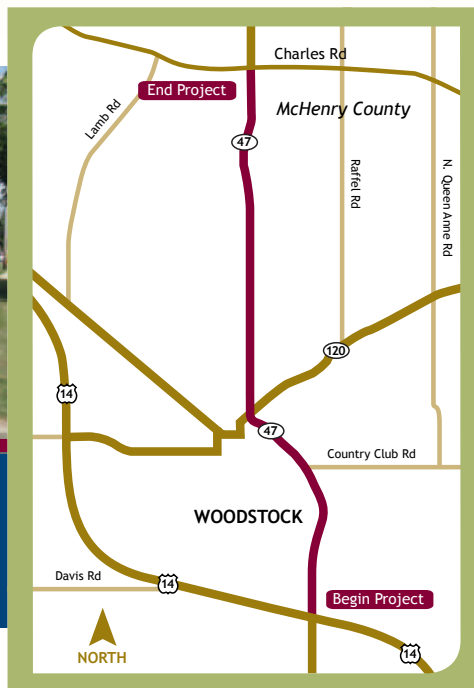 Charles Rd
End Project
McHenry County
Lamb Rd
47
Raffel Rd
N. Queen Anne Rd
120
14
47
Country Club Rd
WOODSTOCK
Davis Rd
14
Begin Project
NORTH
14